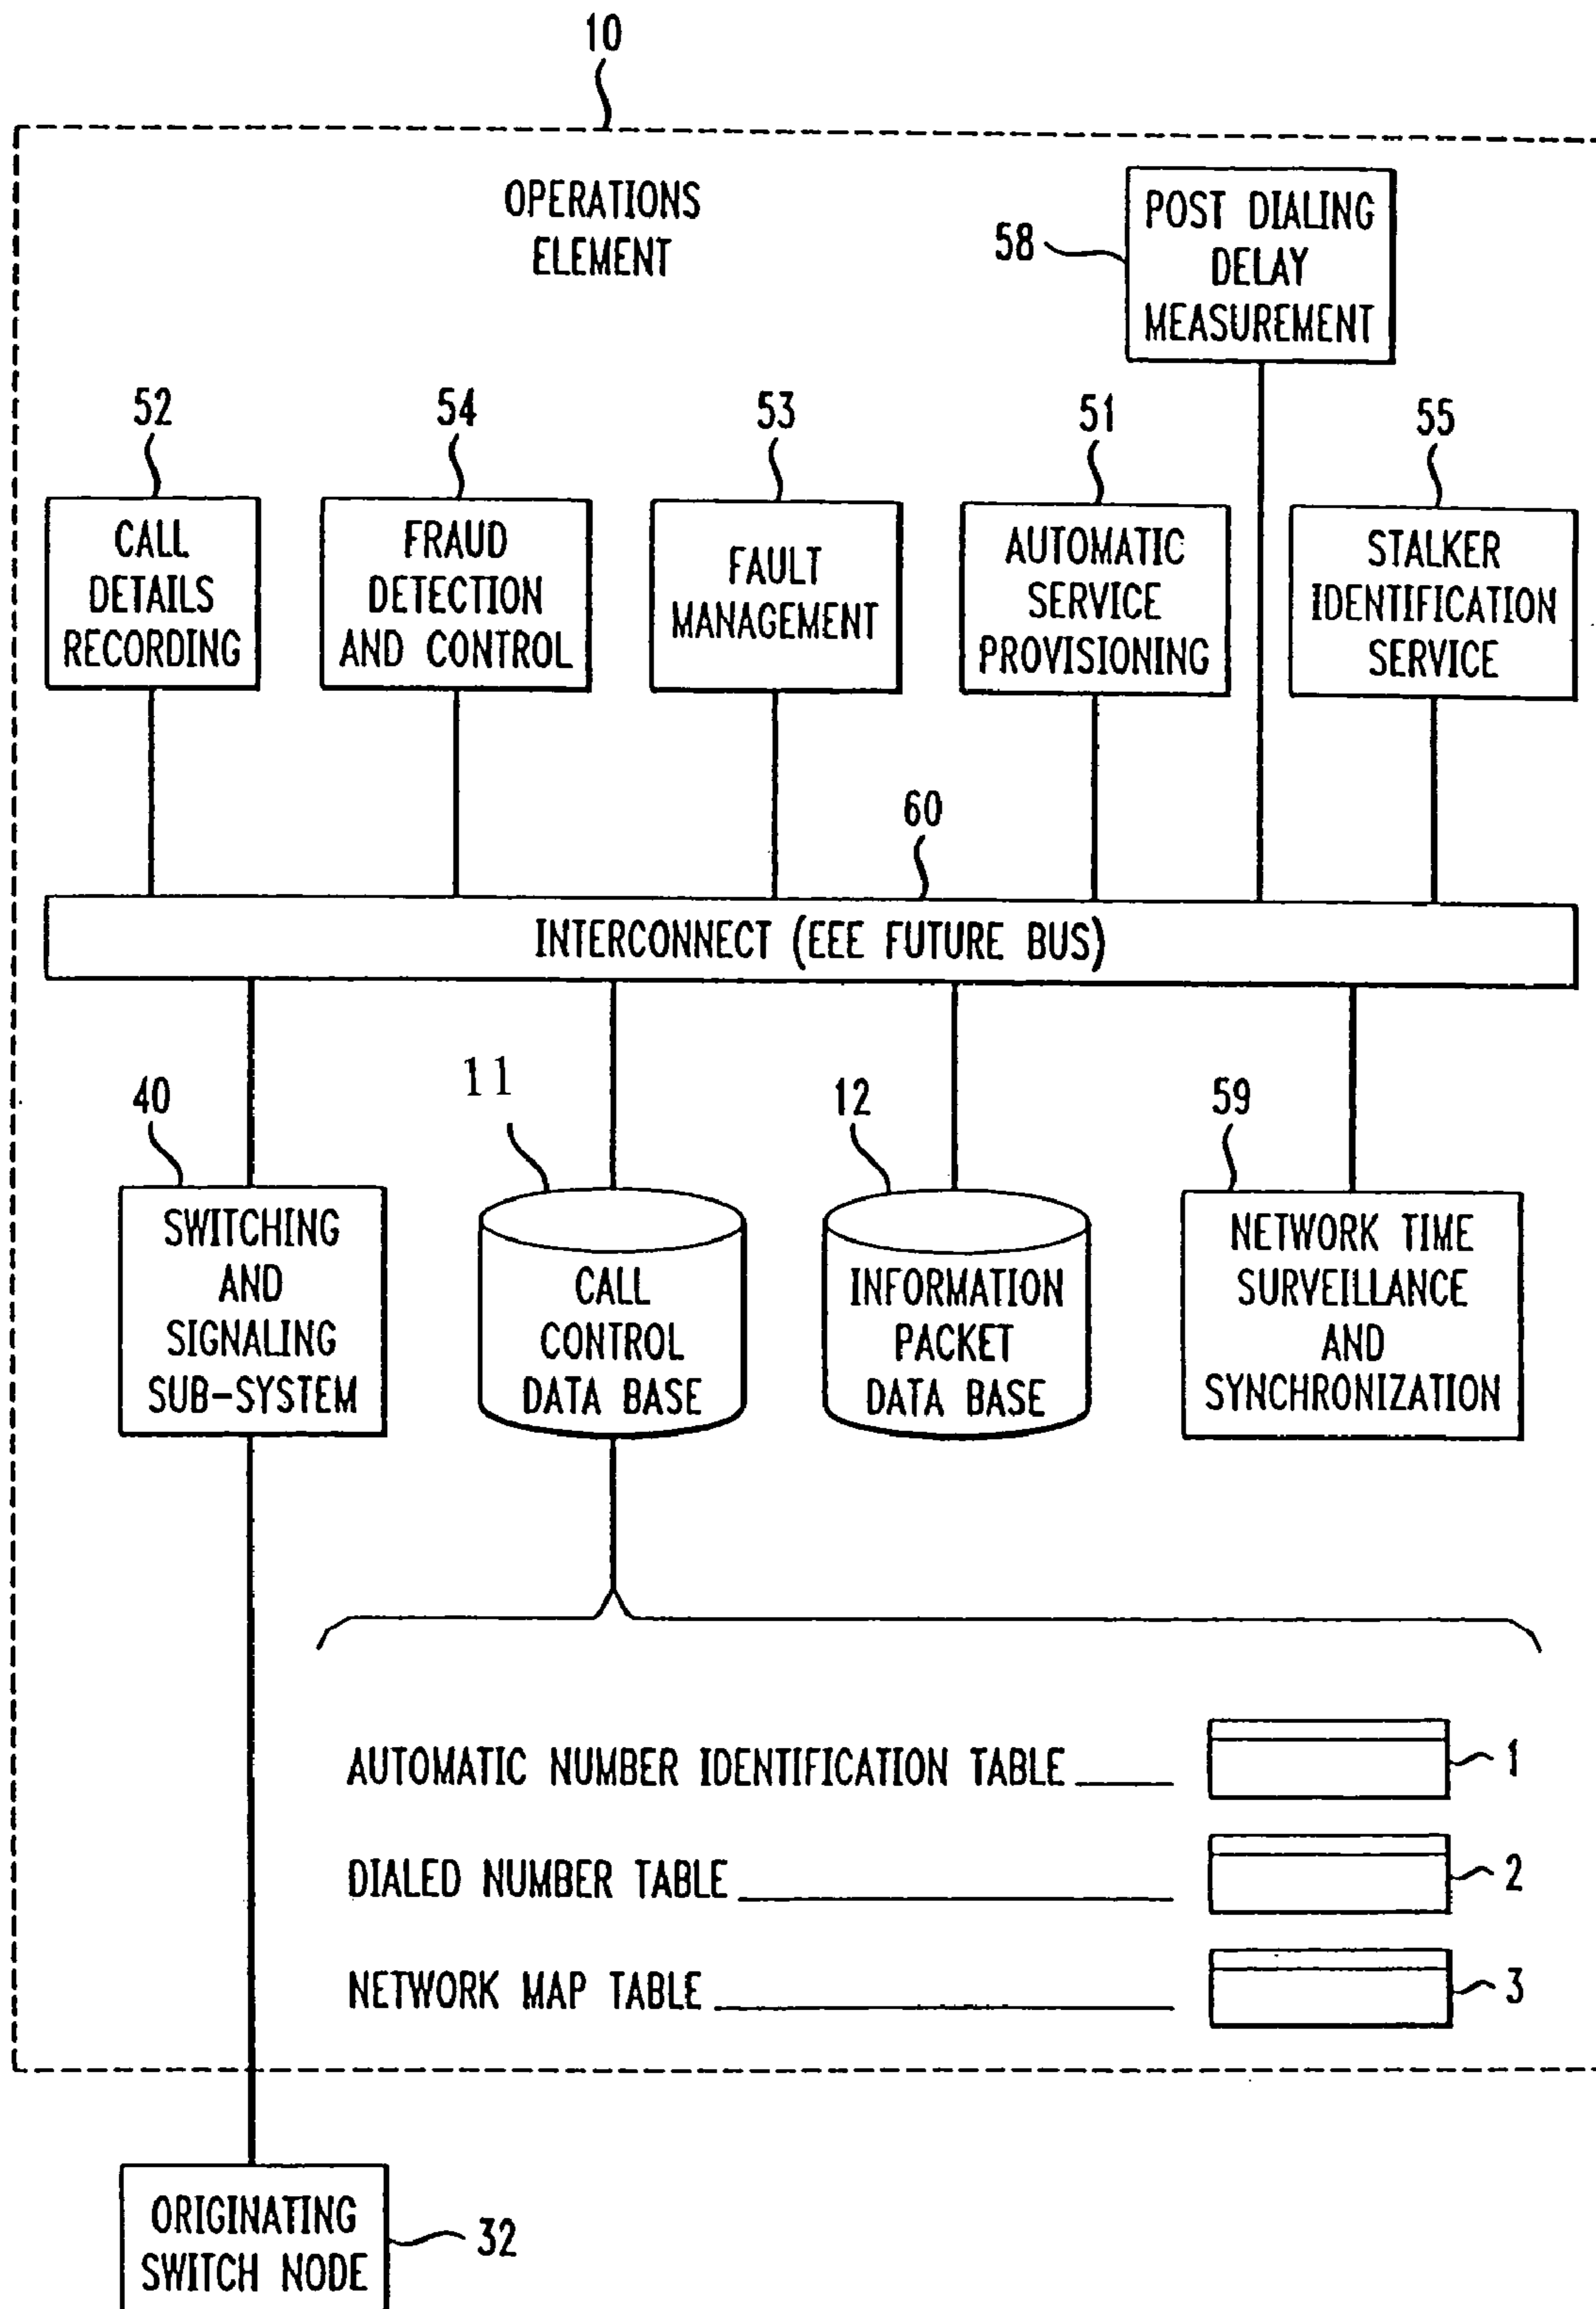 10
OPERATIONS
ELEMENT
58
POST DIALING
DELAY
MEASUREMENT
52
CALL
DETAILS
RECORDING
54
FRAUD
DETECTION
AND CONTROL
53
FAULT
MANAGEMENT
51
AUTOMATIC
SERVICE
PROVISIONING
55
STALKER
IDENTIFICATION
SERVICE
60
INTERCONNECT (EEE FUTURE BUS)
40
SWITCHING
AND
SIGNALING
SUB-SYSTEM
11
CALL
CONTROL
DATA BASE
12
INFORMATION
PACKET
DATA BASE
59
NETWORK TIME
SURVEILLANCE
AND
SYNCHRONIZATION
AUTOMATIC NUMBER IDENTIFICATION TABLE 1
DIALED NUMBER TABLE 2
NETWORK MAP TABLE 3
ORIGINATING
SWITCH NODE
32